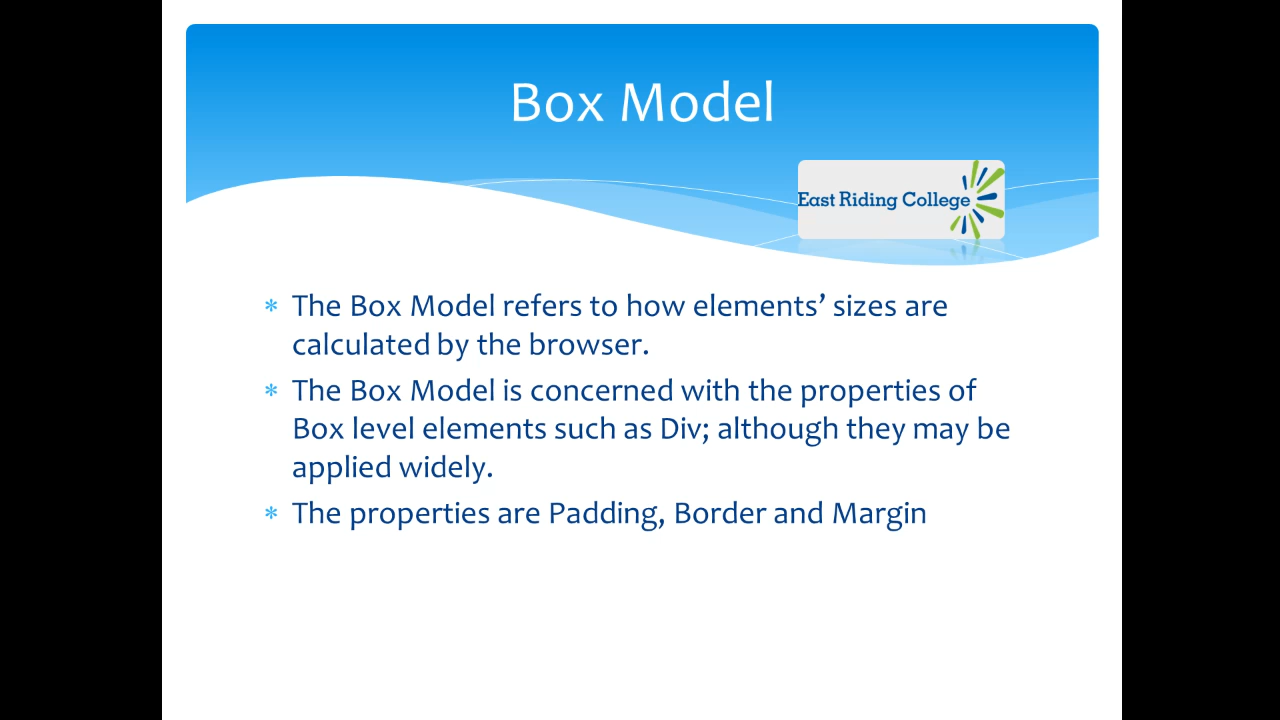 Box Model
East Riding College
* The Box Model refers to how elements’ sizes are
calculated by the browser.
* The Box Model is concerned with the properties of
Box level elements such as Div; although they may be
applied widely.
* The properties are Padding, Border and Margin